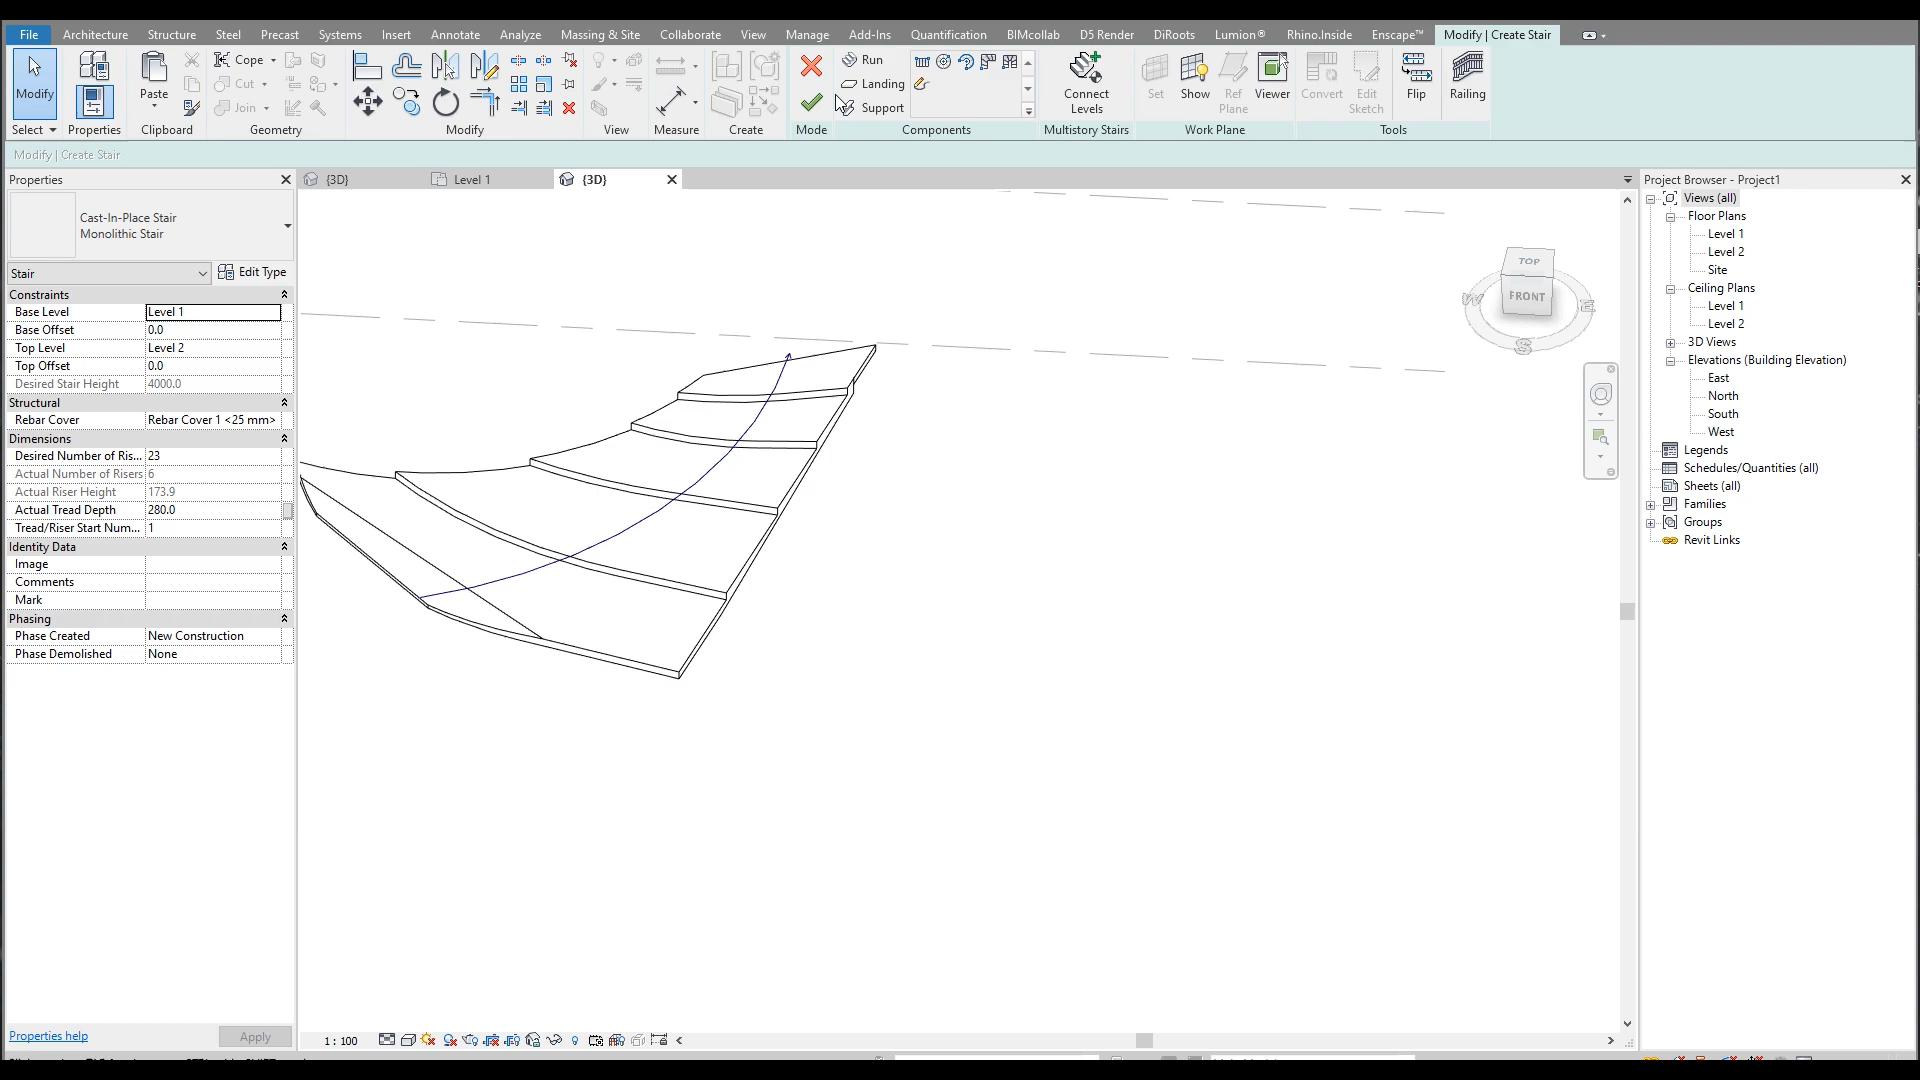 File Architecture Structure Steel Precast Systems Insert Annotate Analyze Massing & Site Collaborate View Manage Add-Ins Quantification BIMcollab D5 Render DiRoots Lumion® Rhino.Inside Enscape™ Modify | Create Stair
Modify
Paste
Cope
Cut
Join
Run
Landing
Support
Connect
Levels
Set
Show
Ref
Plane
Viewer
Convert
Edit
Sketch
Flip
Railing
Select Properties Clipboard Geometry Modify View Measure Create Mode Components Multistory Stairs Work Plane Tools
Modify | Create Stair
Properties
{3D}
Level 1
{3D}
Project Browser - Project1
Cast-In-Place Stair
Monolithic Stair
Stair
Edit Type
Constraints
Base Level Level 1
Base Offset 0.0
Top Level Level 2
Top Offset 0.0
Desired Stair Height 4000.0
Structural
Rebar Cover Rebar Cover 1 <25 mm>
Dimensions
Desired Number of Ris... 23
Actual Number of Risers 6
Actual Riser Height 173.9
Actual Tread Depth 280.0
Tread/Riser Start Num... 1
Identity Data
Image
Comments
Mark
Phasing
Phase Created New Construction
Phase Demolished None
Properties help
Apply
TOP
FRONT
W
E
S
Views (all)
Floor Plans
Level 1
Level 2
Site
Ceiling Plans
Level 1
Level 2
3D Views
Elevations (Building Elevation)
East
North
South
West
Legends
Schedules/Quantities (all)
Sheets (all)
Families
Groups
Revit Links
1 : 100